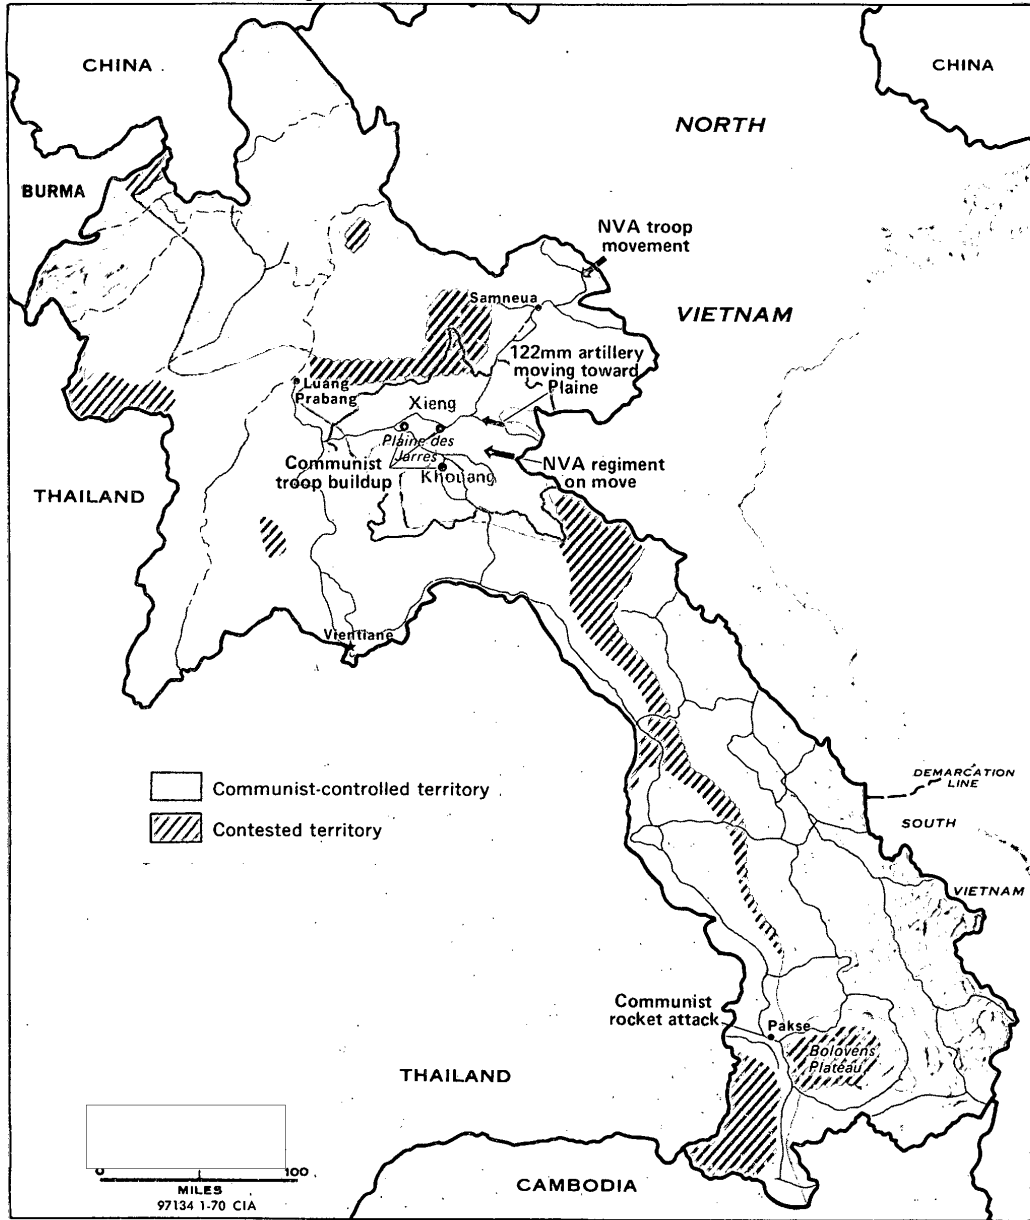 CHINA
CHINA
NORTH
BURMA
NVA troop
movement
Samneua
VIETNAM
122mm artillery
moving toward
Plaine
Luang
Prabang
Xieng
Plaine des
Jarres
Communist
troop buildup
Khouang
NVA regiment
on move
THAILAND
Vientiane
Communist-controlled territory
Contested territory
DEMARCATION
LINE
SOUTH
VIETNAM
Communist
rocket attack
Pakse
Bolovens
Plateau
THAILAND
0 100
MILES
97134 1-70 CIA
CAMBODIA